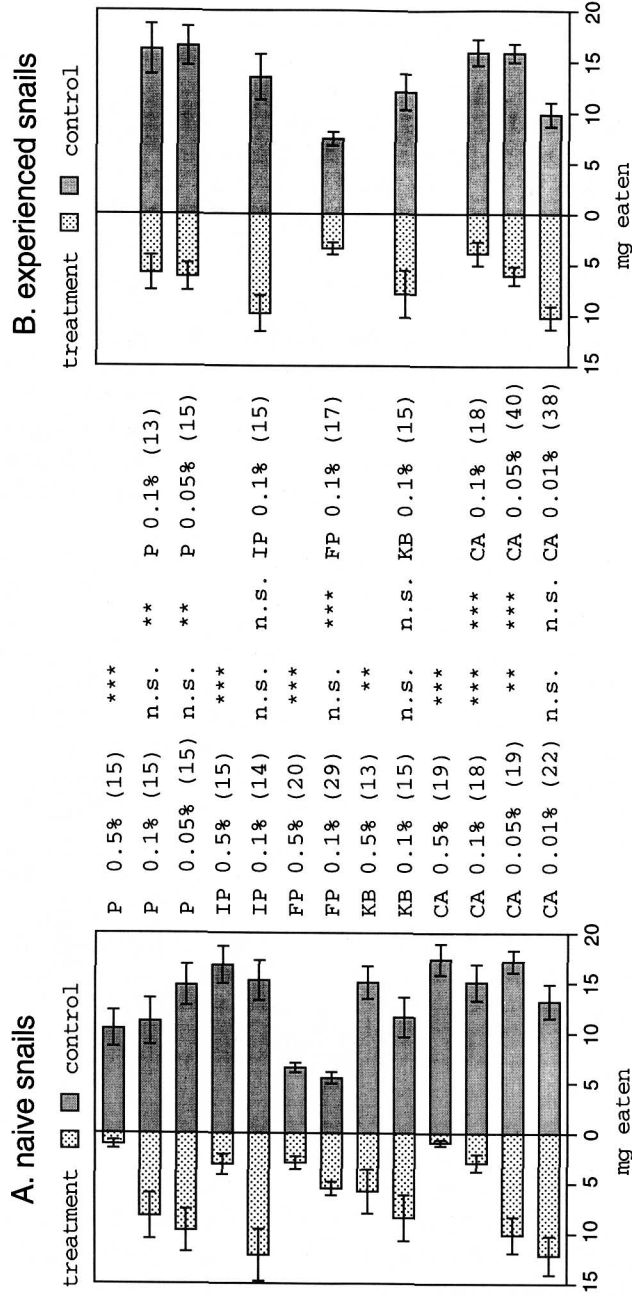 A. naive snails
treatment control
P 0.5% (15) ***
P 0.1% (15) n.s.
P 0.05% (15) n.s.
IP 0.5% (15) ***
IP 0.1% (14) n.s.
FP 0.5% (20) ***
FP 0.1% (29) n.s.
KB 0.5% (13) **
KB 0.1% (15) n.s.
CA 0.5% (19) ***
CA 0.1% (18) ***
CA 0.05% (19) **
CA 0.01% (22) n.s.
15 10 5 0 5 10 15 20
mg eaten
B. experienced snails
treatment control
** P 0.1% (13)
** P 0.05% (15)
n.s. IP 0.1% (15)
*** FP 0.1% (17)
n.s. KB 0.1% (15)
*** CA 0.1% (18)
*** CA 0.05% (40)
n.s. CA 0.01% (38)
15 10 5 0 5 10 15 20
mg eaten